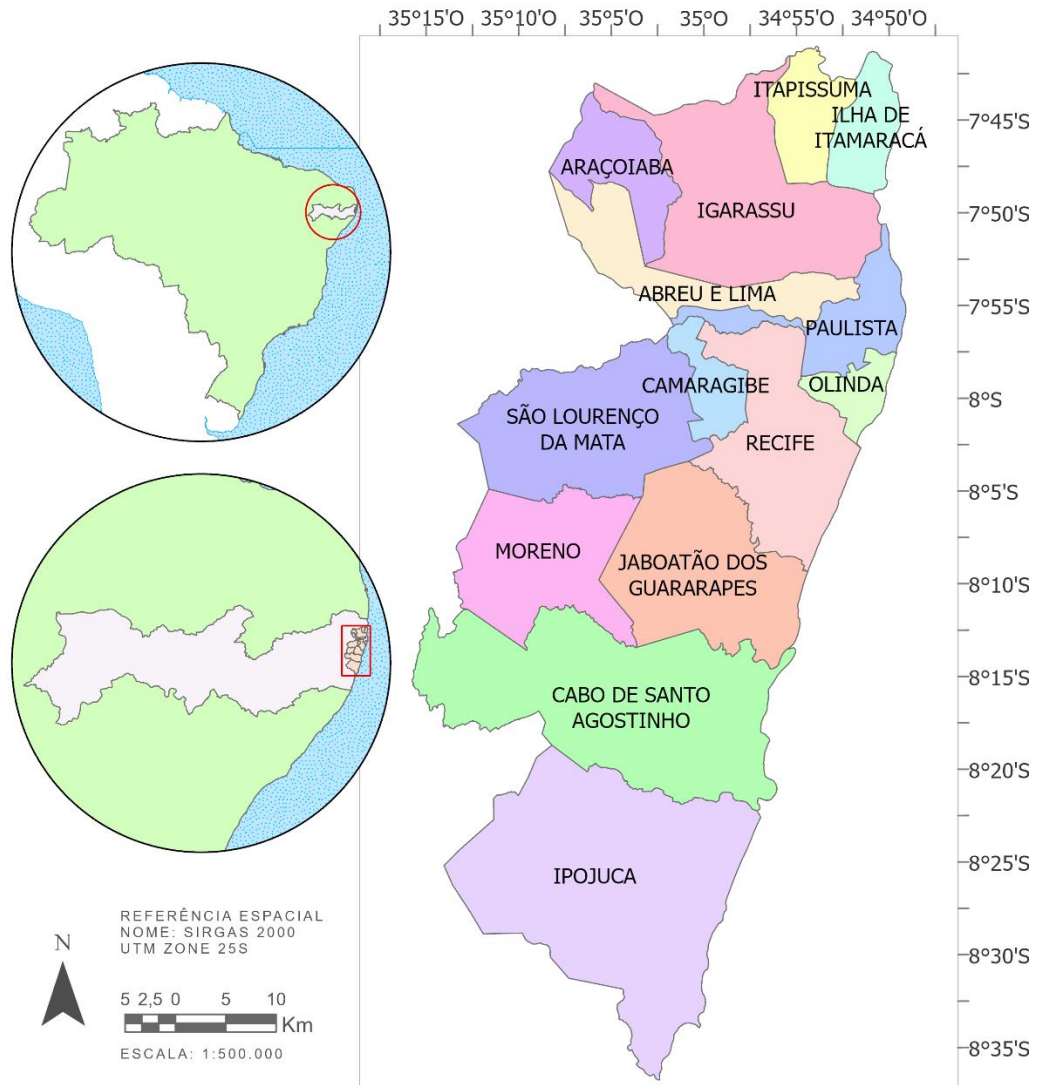 35°15'O 35°10'O 35°5'O 35°O 34°55'O 34°50'O
ITAPISSUMA
ILHA DE
ITAMARACÁ
7°45'S
ARAÇOIABA
IGARASSU
7°50'S
ABREU E LIMA
7°55'S
PAULISTA
CAMARAGIBE
OLINDA
8°S
SÃO LOURENÇO
DA MATA
RECIFE
8°5'S
MORENO
JABOATÃO DOS
GUARARAPES
8°10'S
8°15'S
CABO DE SANTO
AGOSTINHO
8°20'S
IPOJUCA
8°25'S
8°30'S
8°35'S
REFERÊNCIA ESPACIAL
NOME: SIRGAS 2000
UTM ZONE 25S
N
5 2,5 0 5 10
Km
ESCALA: 1:500.000